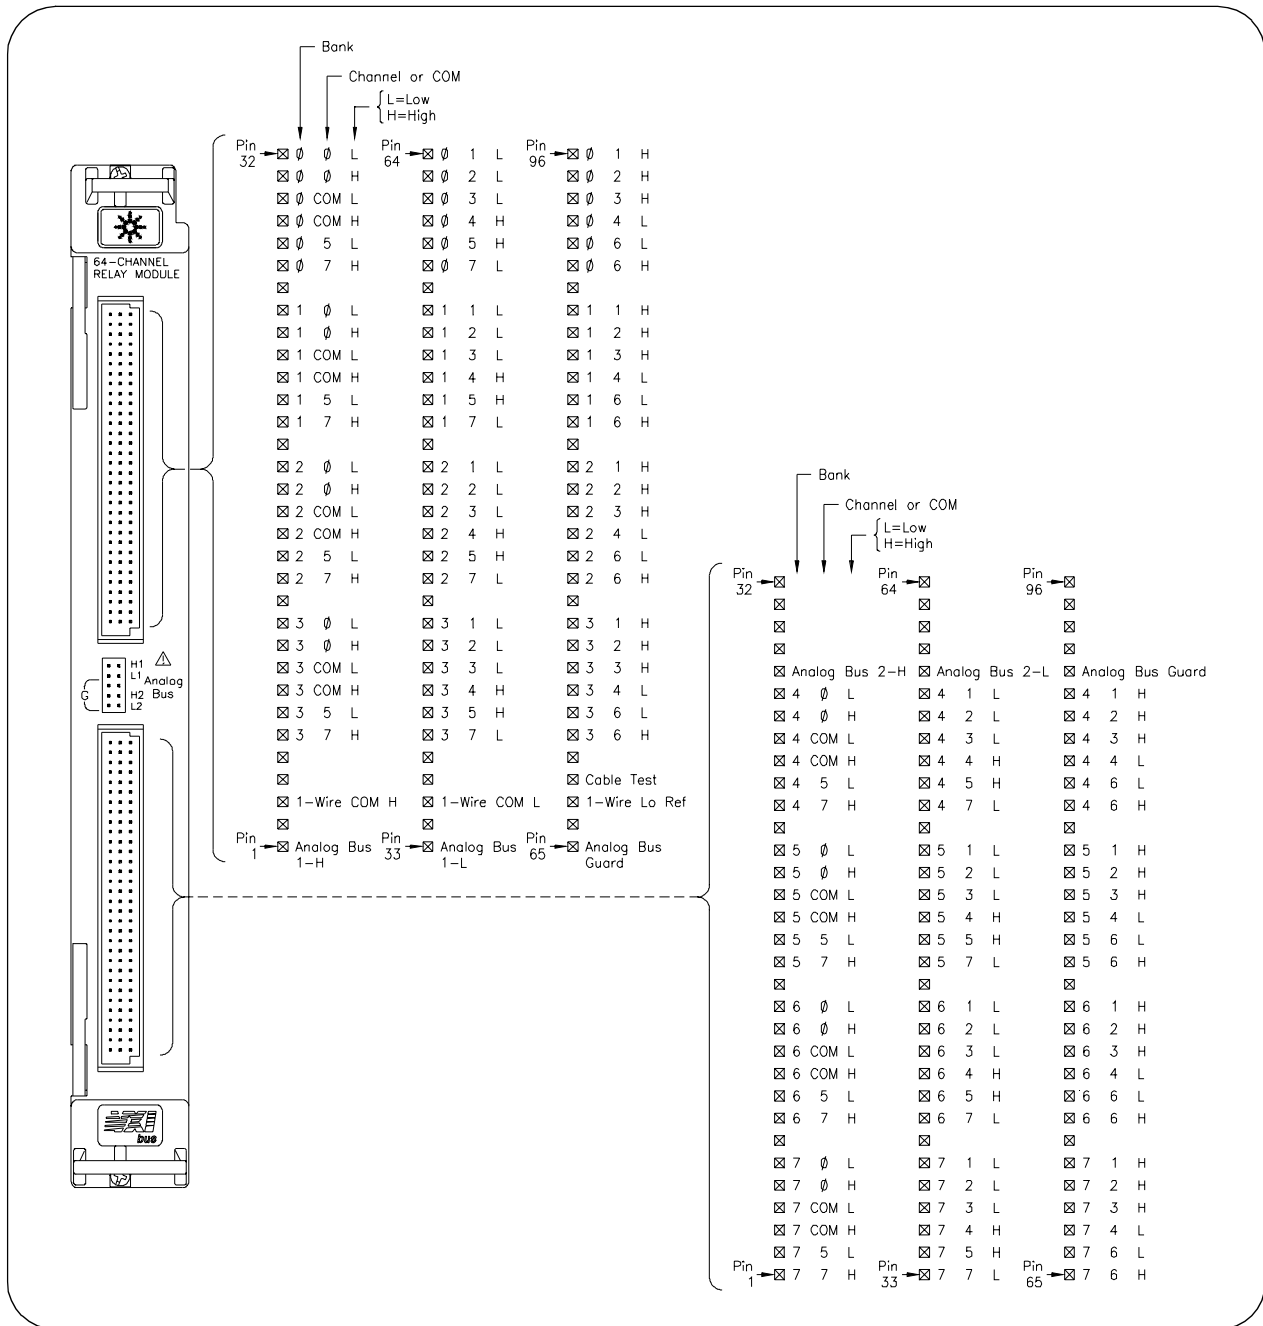 Bank
Channel or COM
L=Low
H=High
Pin 32 Ø Ø L Pin 64 Ø 1 L Pin 96 Ø 1 H
Ø Ø H Ø 2 L Ø 2 H
Ø COM L Ø 3 L Ø 3 H
Ø COM H Ø 4 H Ø 4 L
Ø 5 L Ø 5 H Ø 6 L
Ø 7 H Ø 7 L Ø 6 H
1 Ø L 1 1 L 1 1 H
1 Ø H 1 2 L 1 2 H
1 COM L 1 3 L 1 3 H
1 COM H 1 4 H 1 4 L
1 5 L 1 5 H 1 6 L
1 7 H 1 7 L 1 6 H
2 Ø L 2 1 L 2 1 H
2 Ø H 2 2 L 2 2 H
2 COM L 2 3 L 2 3 H
2 COM H 2 4 H 2 4 L
2 5 L 2 5 H 2 6 L
2 7 H 2 7 L 2 6 H
3 Ø L 3 1 L 3 1 H
3 Ø H 3 2 L 3 2 H
3 COM L 3 3 L 3 3 H
3 COM H 3 4 H 3 4 L
3 5 L 3 5 H 3 6 L
3 7 H 3 7 L 3 6 H
Cable Test
1-Wire COM H 1-Wire COM L 1-Wire Lo Ref
Pin 1 Analog Bus Pin 33 Analog Bus Pin 65 Analog Bus
1-H 1-L Guard
64-CHANNEL
RELAY MODULE
H1
L1
Analog
Bus
G
H2
L2
VXI
bus
Bank
Channel or COM
L=Low
H=High
Pin 32 Pin 64 Pin 96
Analog Bus 2-H Analog Bus 2-L Analog Bus Guard
4 Ø L 4 1 L 4 1 H
4 Ø H 4 2 L 4 2 H
4 COM L 4 3 L 4 3 H
4 COM H 4 4 H 4 4 L
4 5 L 4 5 H 4 6 L
4 7 H 4 7 L 4 6 H
5 Ø L 5 1 L 5 1 H
5 Ø H 5 2 L 5 2 H
5 COM L 5 3 L 5 3 H
5 COM H 5 4 H 5 4 L
5 5 L 5 5 H 5 6 L
5 7 H 5 7 L 5 6 H
6 Ø L 6 1 L 6 1 H
6 Ø H 6 2 L 6 2 H
6 COM L 6 3 L 6 3 H
6 COM H 6 4 H 6 4 L
6 5 L 6 5 H 6 6 L
6 7 H 6 7 L 6 6 H
7 Ø L 7 1 L 7 1 H
7 Ø H 7 2 L 7 2 H
7 COM L 7 3 L 7 3 H
7 COM H 7 4 H 7 4 L
7 5 L 7 5 H 7 6 L
Pin 1 7 7 H Pin 33 7 7 L Pin 65 7 6 H